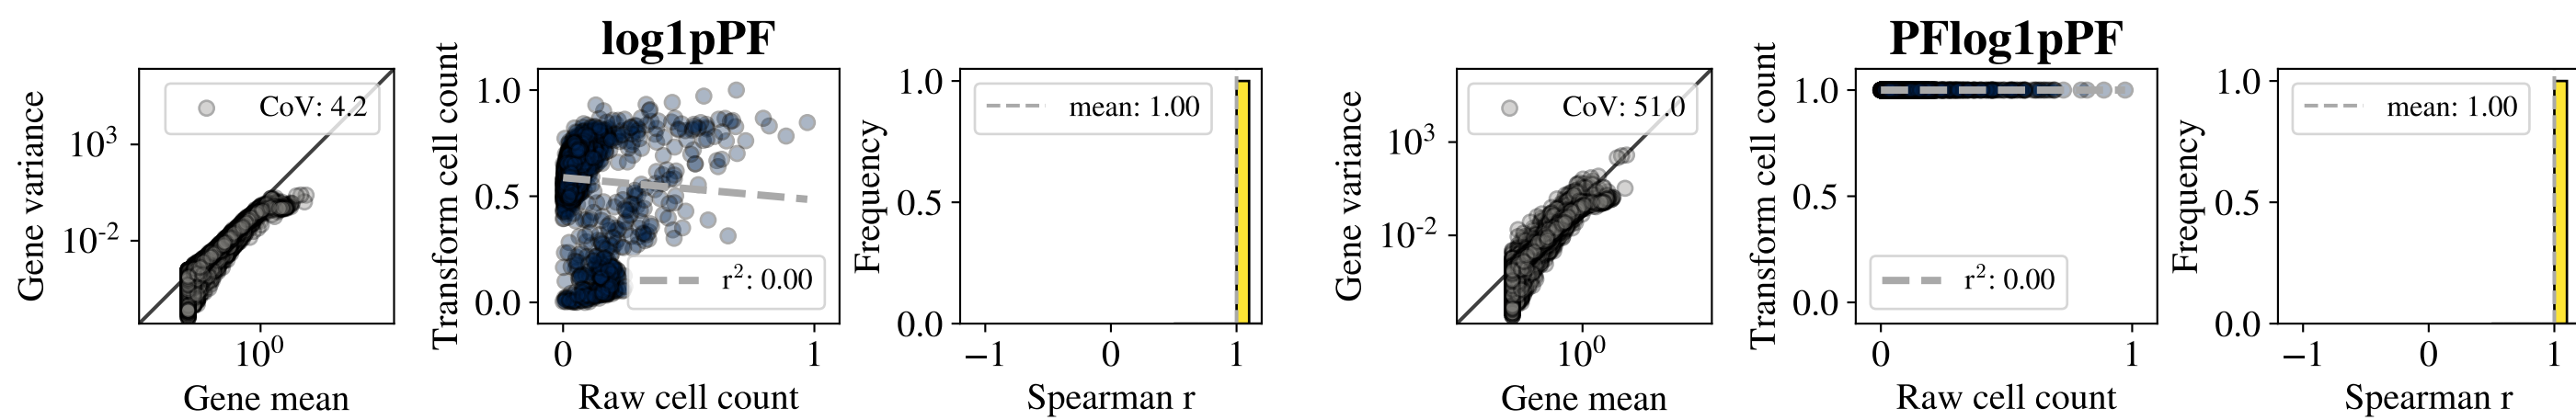 log1pPF
Gene variance
10^3
10^-2
CoV: 4.2
10^0
Gene mean
Transform cell count
1.0
0.5
0.0
r^2: 0.00
0
1
Raw cell count
Frequency
1.0
0.5
0.0
mean: 1.00
−1
0
1
Spearman r
PFlog1pPF
Gene variance
10^3
10^-2
CoV: 51.0
10^0
Gene mean
Transform cell count
1.0
0.5
0.0
r^2: 0.00
0
1
Raw cell count
Frequency
1.0
0.5
0.0
mean: 1.00
−1
0
1
Spearman r